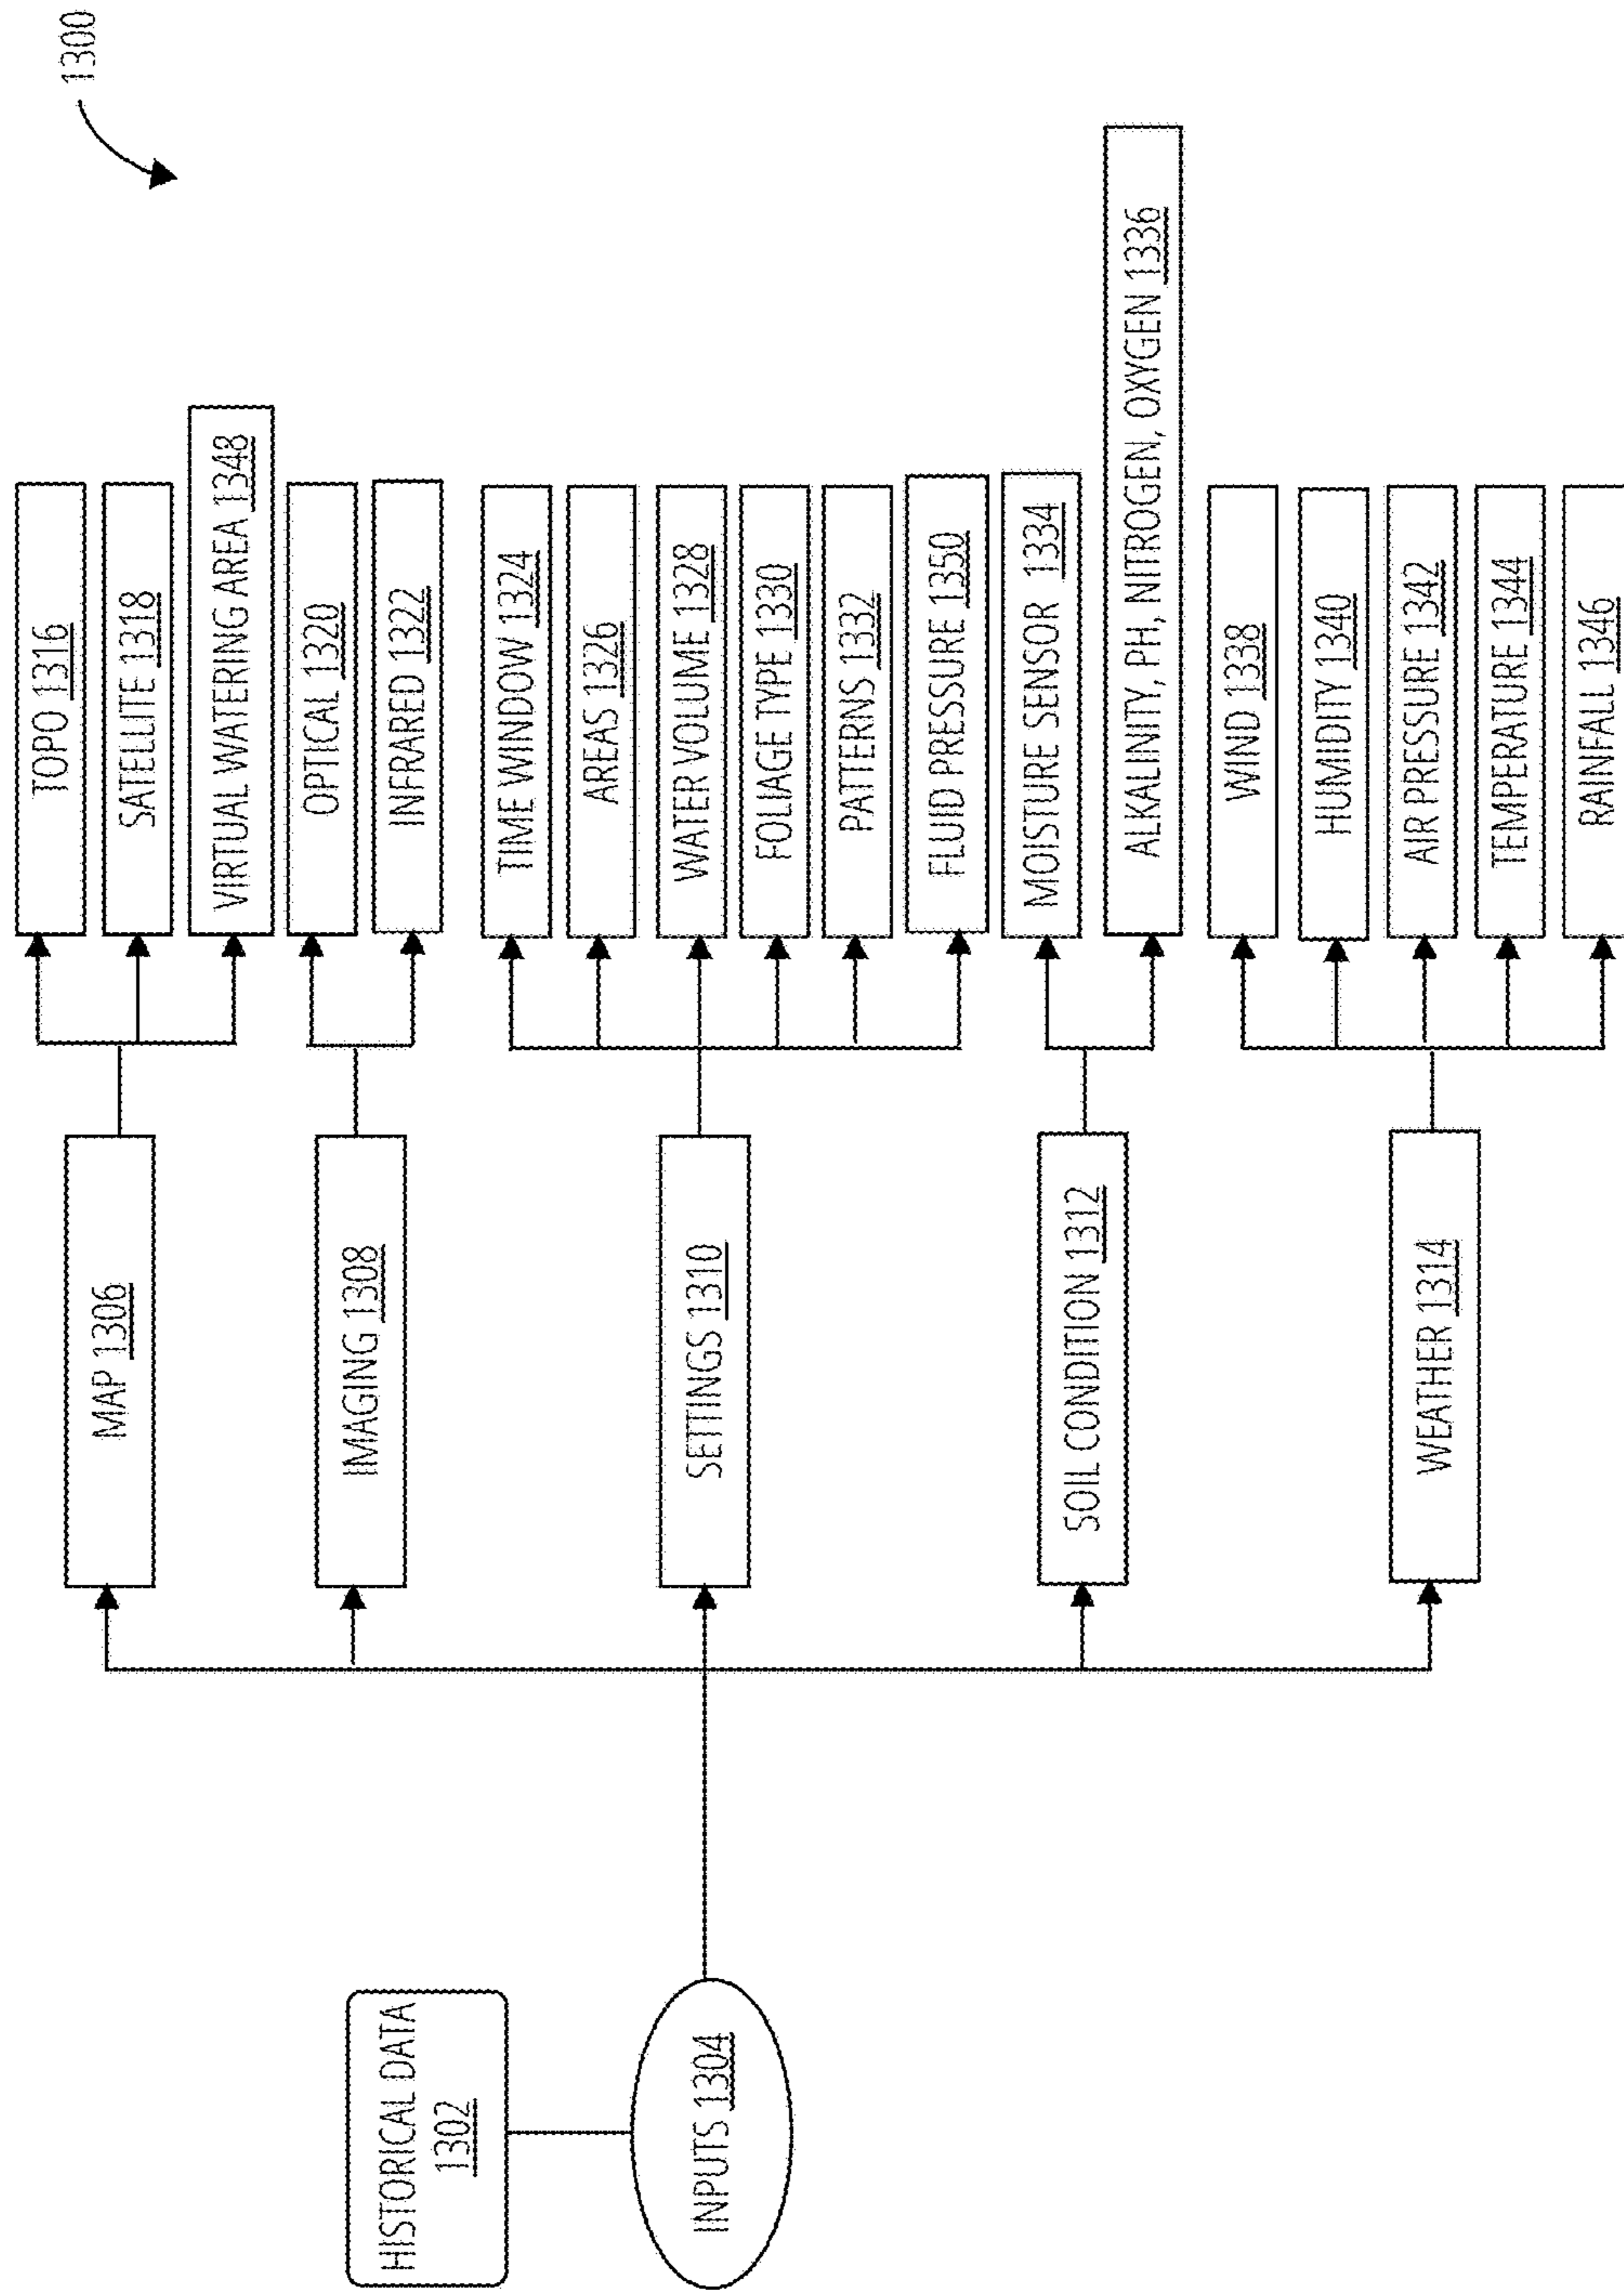 1300
HISTORICAL DATA
1302
INPUTS 1304
MAP 1306
IMAGING 1308
SETTINGS 1310
SOIL CONDITION 1312
WEATHER 1314
TOPO 1316
SATELLITE 1318
VIRTUAL WATERING AREA 1348
OPTICAL 1320
INFRARED 1322
TIME WINDOW 1324
AREAS 1326
WATER VOLUME 1328
FOLIAGE TYPE 1330
PATTERNS 1332
FLUID PRESSURE 1350
MOISTURE SENSOR 1334
ALKALINITY, PH, NITROGEN, OXYGEN 1336
WIND 1338
HUMIDITY 1340
AIR PRESSURE 1342
TEMPERATURE 1344
RAINFALL 1346